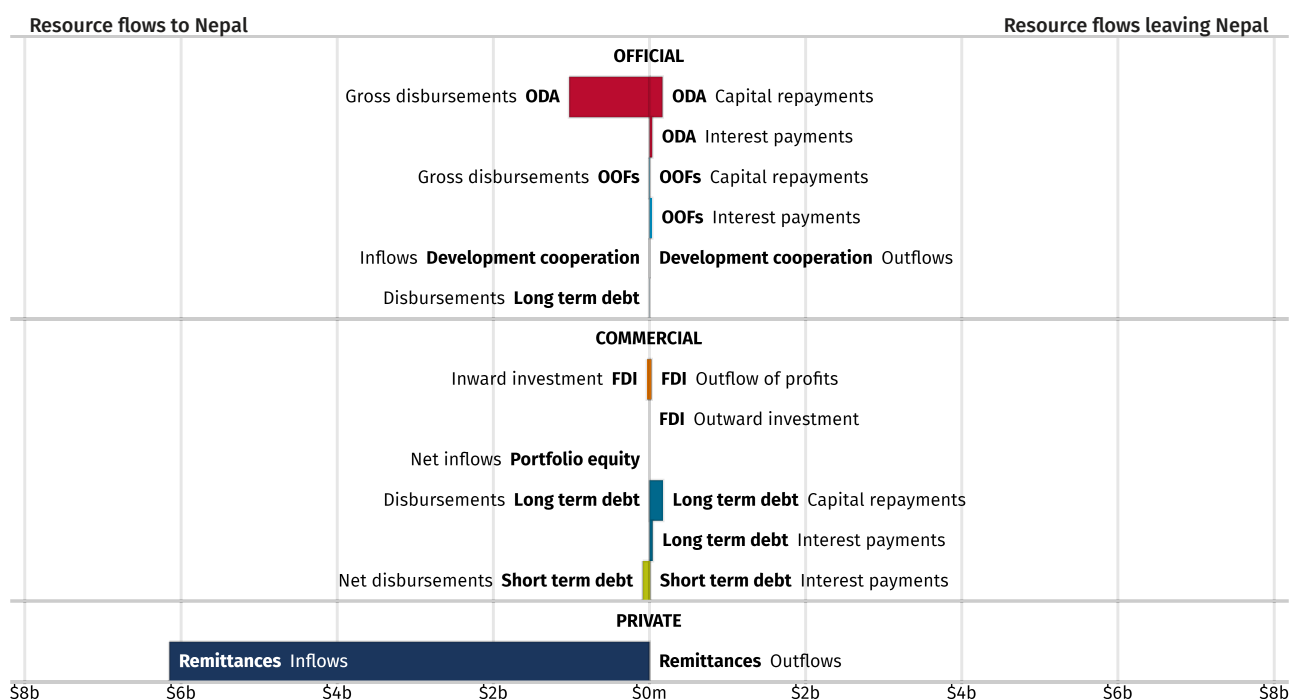 Resource flows to Nepal Resource flows leaving Nepal
OFFICIAL
Gross disbursements ODA ODA Capital repayments
ODA Interest payments
Gross disbursements OOFs OOFs Capital repayments
OOFs Interest payments
Inflows Development cooperation Development cooperation Outflows
Disbursements Long term debt
COMMERCIAL
Inward investment FDI FDI Outflow of profits
FDI Outward investment
Net inflows Portfolio equity
Disbursements Long term debt Long term debt Capital repayments
Long term debt Interest payments
Net disbursements Short term debt Short term debt Interest payments
PRIVATE
Remittances Inflows Remittances Outflows
$8b $6b $4b $2b $0m $2b $4b $6b $8b